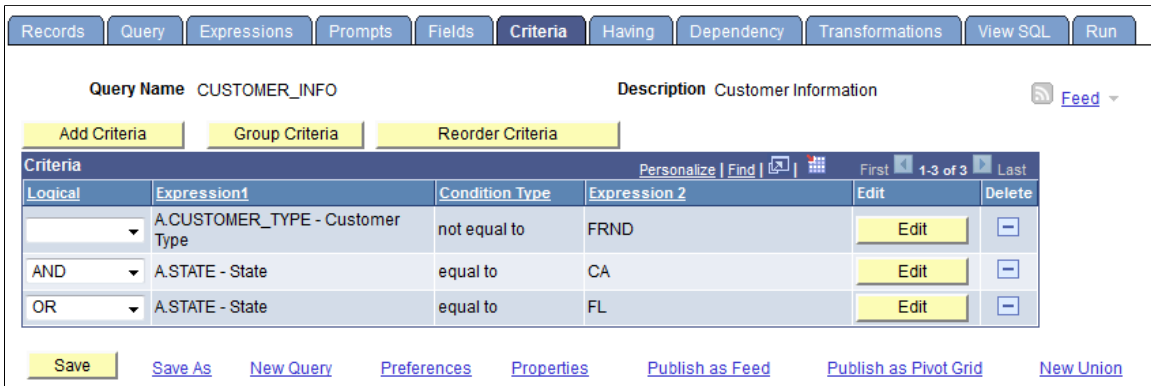 Records Query Expressions Prompts Fields Criteria Having Dependency Transformations View SQL Run
Query Name CUSTOMER_INFO Description Customer Information Feed
Add Criteria Group Criteria Reorder Criteria
Criteria Personalize | Find | | First 1-3 of 3 Last
Logical Expression1 Condition Type Expression 2 Edit Delete
A.CUSTOMER_TYPE - Customer
Type not equal to FRND Edit
AND A.STATE - State equal to CA Edit
OR A.STATE - State equal to FL Edit
Save Save As New Query Preferences Properties Publish as Feed Publish as Pivot Grid New Union